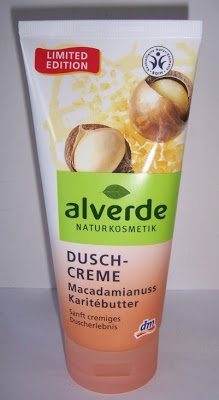 LIMITED
EDITION
alverde
NATURKOSMETIK
DUSCH-
CREME
Macadamianuss
Karitébutter
Sanft cremiges
Duscherlebnis
dm